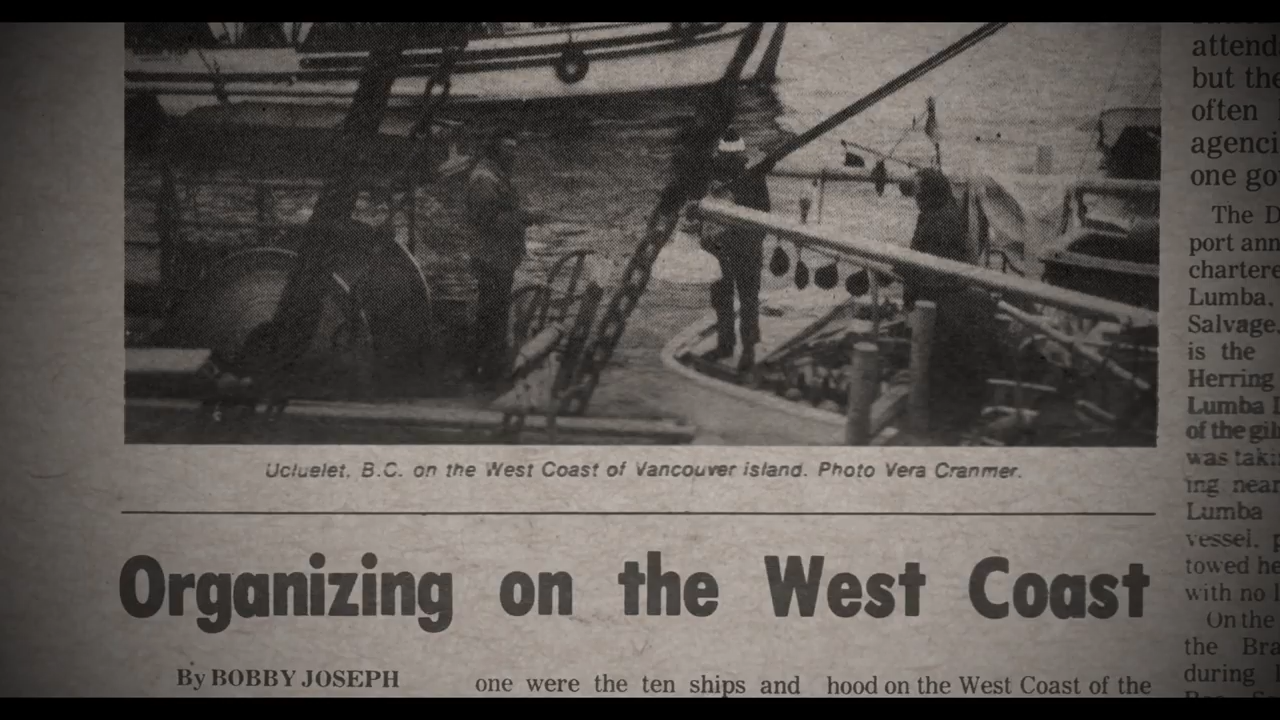 Ucluelet, B.C. on the West Coast of Vancouver island. Photo Vera Cranmer.
Organizing on the West Coast
By BOBBY JOSEPH
one were the ten ships and
hood on the West Coast of the
attend
but the
often
agenci
one go
The D
port ann
chartere
Lumba.
Salvage
is the
Herring
Lumba
of the gil
was taki
ing near
Lumba
vessel, p
towed he
with no
On the
the Bra
during